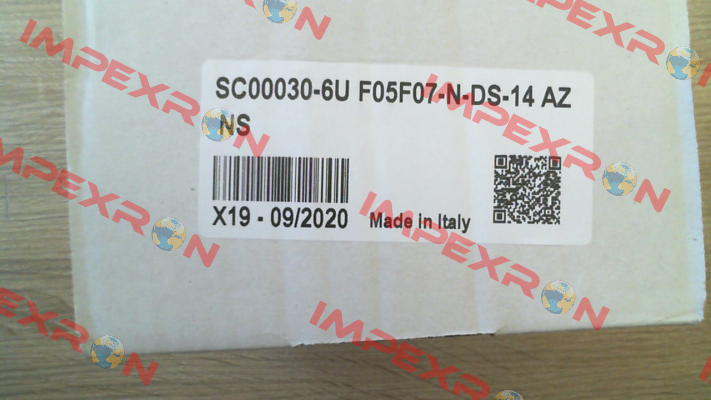 SC00030-6U F05F07-N-DS-14 AZ
NS
X19 - 09/2020 Made in Italy
IMPEXRON
IMPEXRON
IMPEXRON
IMPEXRON
IMPEXRON
IMPEXRON
IMPEXRON